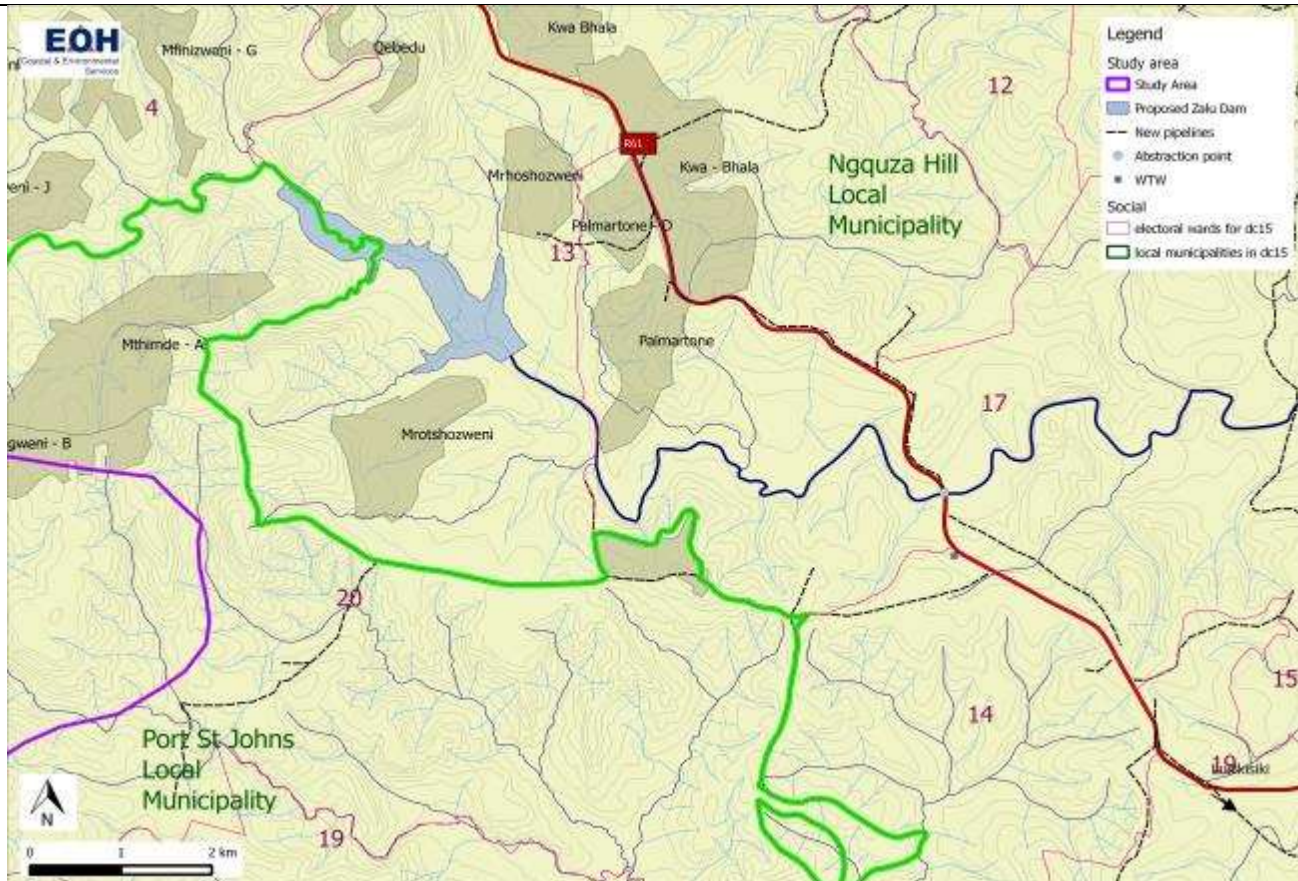 EOH
Coastal & Environmental
Services
Mfinizweni - G
Qebedu
Kwa Bhala
4
12
R61
Mrhoshozweni
Kwa - Bhala
Ngquza Hill
Local
Municipality
eni - J
Palmartone - D
13
Mthimde - A
Palmartone
17
gweni - B
Mrotshozweni
20
14
15
Port St Johns
Local
Municipality
19
19
N
0 1 2 km
Legend
Study area
Study Area
Proposed Zalu Dam
New pipelines
Abstraction point
WTW
Social
electoral wards for dc15
local municipalities in dc15